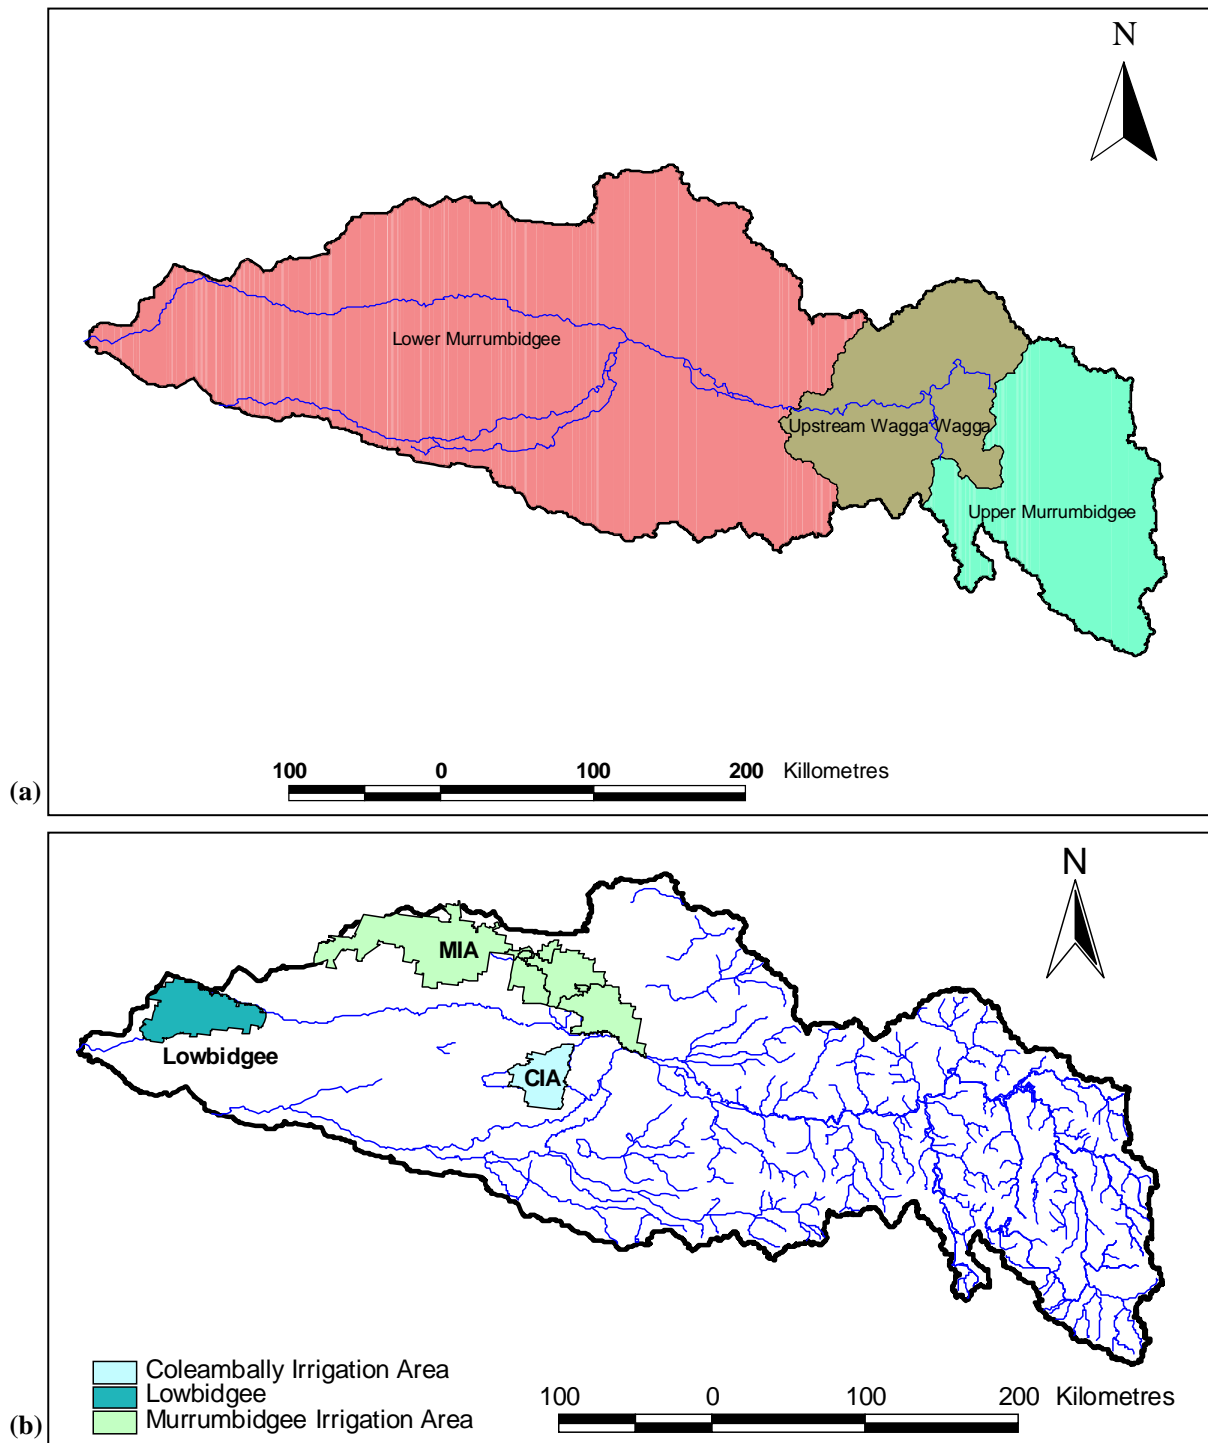 N
Lower Murrumbidgee
Upstream Wagga Wagga
Upper Murrumbidgee
100 0 100 200 Killometres
(a)
N
MIA
Lowbidgee
CIA
Coleambally Irrigation Area
Lowbidgee
Murrumbidgee Irrigation Area
100 0 100 200 Kilometres
(b)